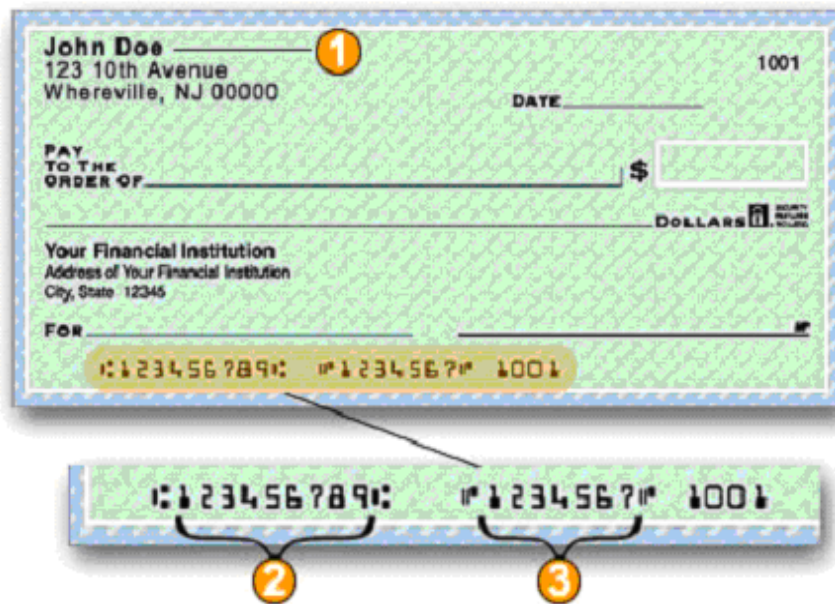 John Doe
1
123 10th Avenue
Whereville, NJ 00000
1001
DATE
PAY
TO THE
ORDER OF
$
DOLLARS
Your Financial Institution
Address of Your Financial Institution
City, State 12345
FOR
MP
⑆123456789⑆ ⑈1234567⑈ 1001
⑆123456789⑆ ⑈1234567⑈ 1001
2 3